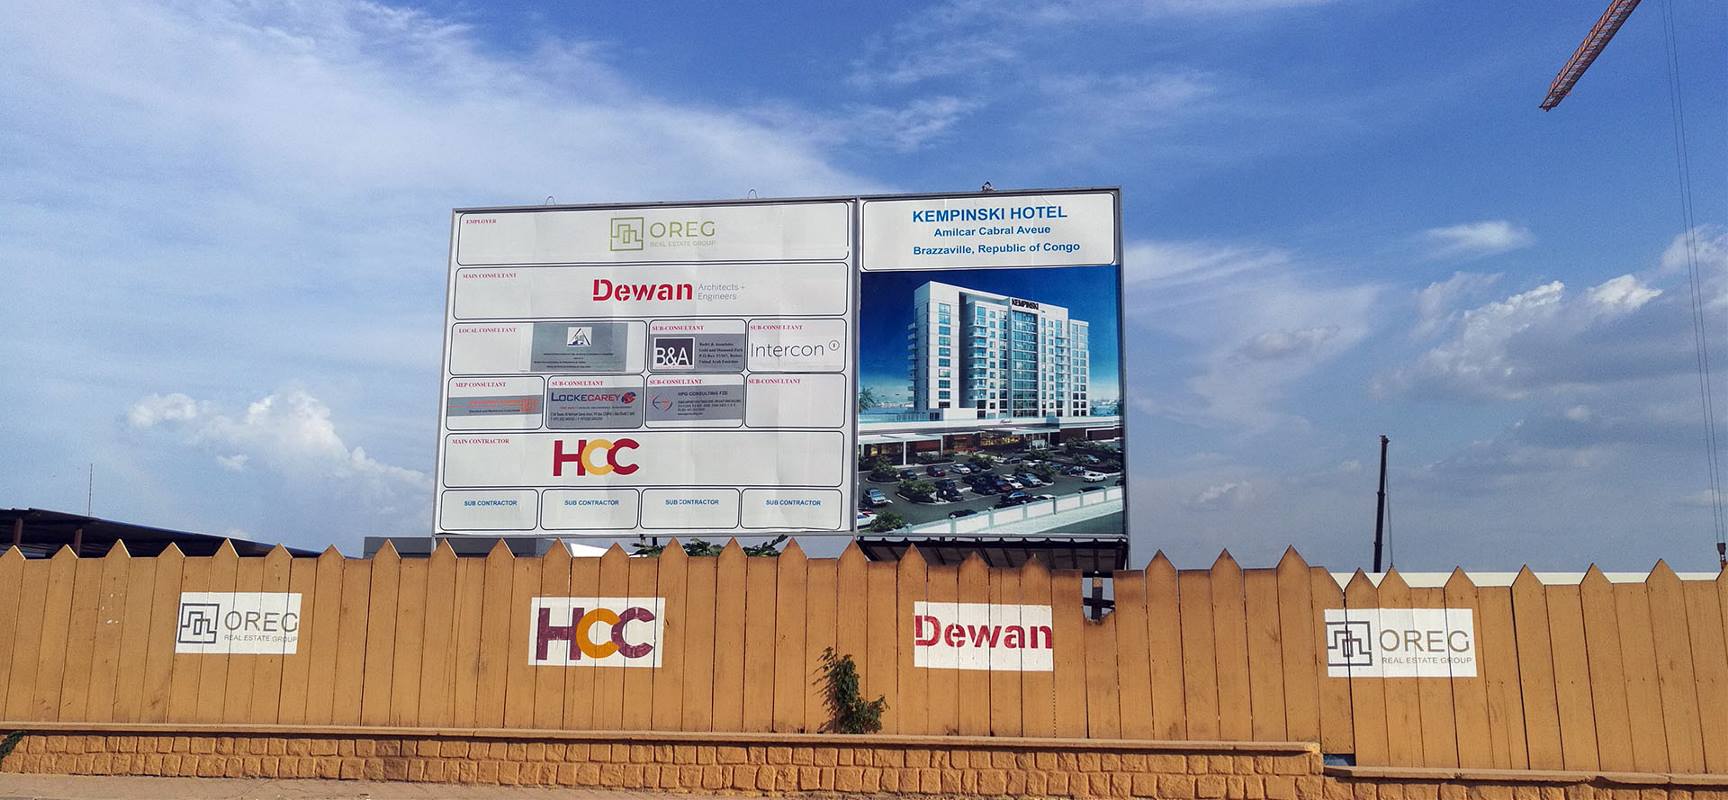 EMPLOYER
OREG
REAL ESTATE GROUP
MAIN CONSULTANT
Dewan
Architects +
Engineers
LOCAL CONSULTANT
SUB-CONSULTANT
B&A
SUB-CONSULTANT
Intercon
MEP CONSULTANT
SUB-CONSULTANT
LOCKECAREY
SUB-CONSULTANT
HPG CONSULTING FZE
SUB-CONSULTANT
MAIN CONTRACTOR
HCC
SUB CONTRACTOR
SUB CONTRACTOR
SUB CONTRACTOR
SUB CONTRACTOR
KEMPINSKI HOTEL
Amilcar Cabral Aveue
Brazzaville, Republic of Congo
KEMPINSKI
OREG
REAL ESTATE GROUP
HCC
Dewan
OREG
REAL ESTATE GROUP